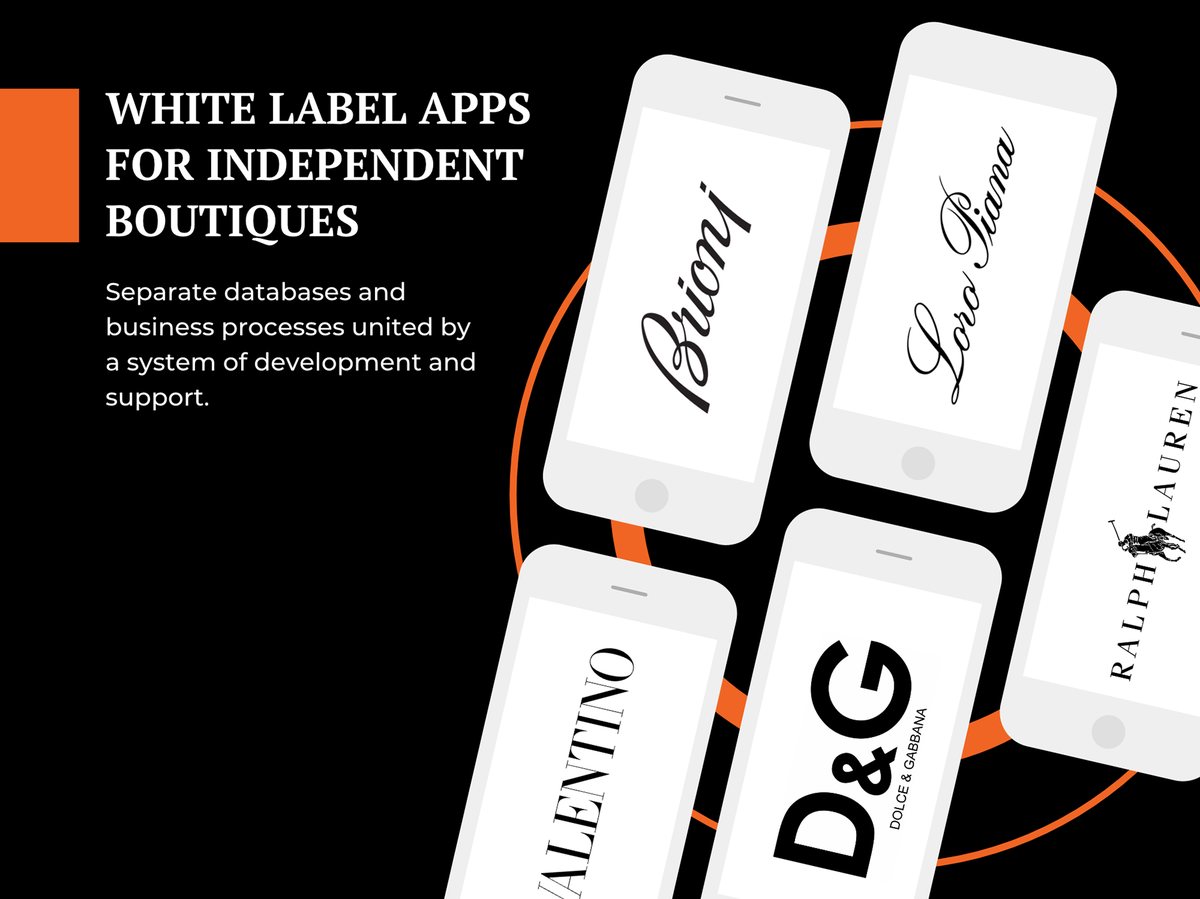 WHITE LABEL APPS
FOR INDEPENDENT
BOUTIQUES
Separate databases and
business processes united by
a system of development and
support.
Brioni
Loro Piana
RALPH LAUREN
VALENTINO
D&G
DOLCE & GABBANA